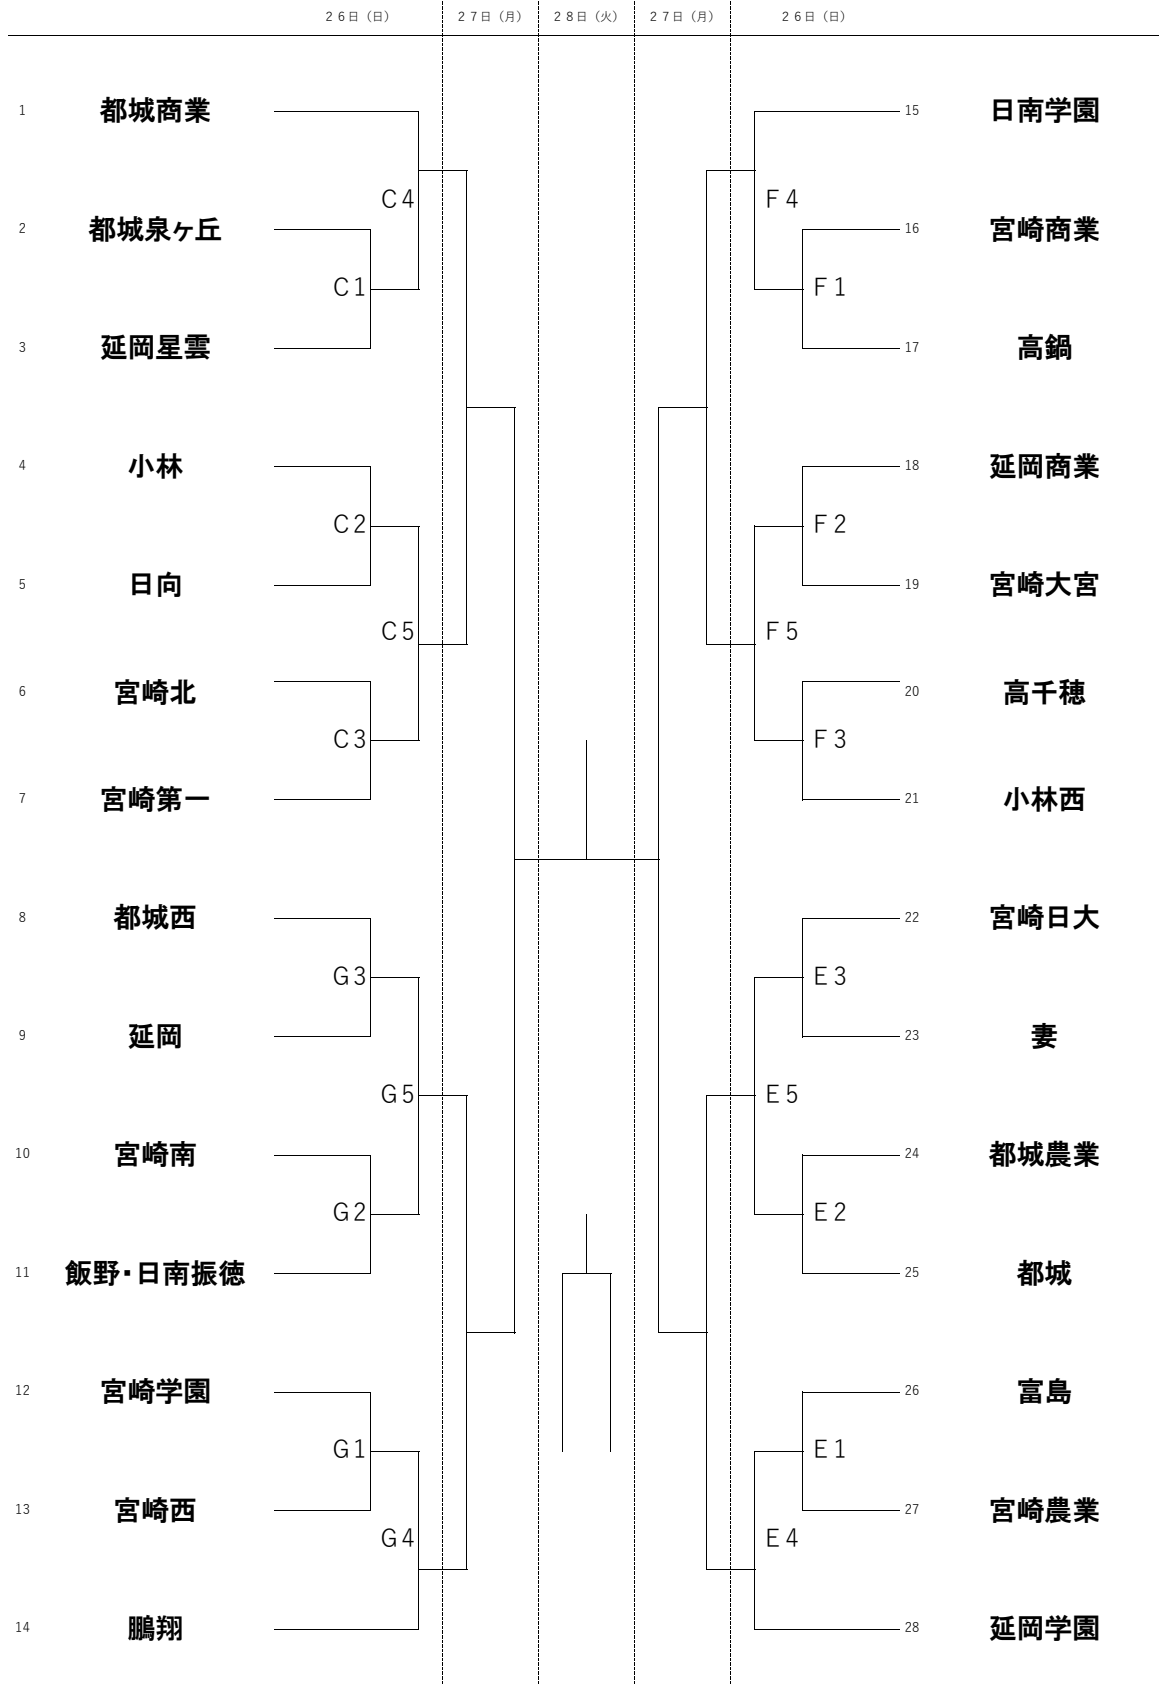 ２６日（日） ２７日（月） ２８日（火） ２７日（月） ２６日（日）
1 都城商業 15 日南学園
C4 F4
2 都城泉ヶ丘 16 宮崎商業
C1 F1
3 延岡星雲 17 高鍋
4 小林 18 延岡商業
C2 F2
5 日向 19 宮崎大宮
C5 F5
6 宮崎北 20 高千穂
C3 F3
7 宮崎第一 21 小林西
8 都城西 22 宮崎日大
G3 E3
9 延岡 23 妻
G5 E5
10 宮崎南 24 都城農業
G2 E2
11 飯野・日南振徳 25 都城
12 宮崎学園 26 富島
G1 E1
13 宮崎西 27 宮崎農業
G4 E4
14 鵬翔 28 延岡学園